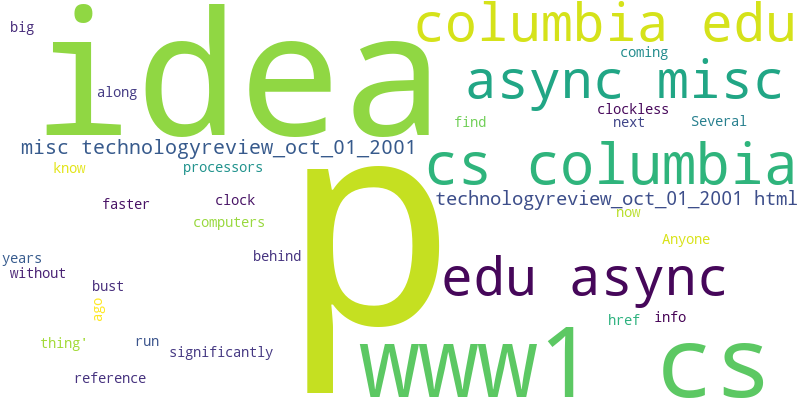 big
idea
columbia edu
coming
along
async misc
clockless
find
next
Several
misc technologyreview_oct_01_2001
cs columbia
know
processors
technologyreview_oct_01_2001 html
faster
clock
now
computers
p
Anyone
years
behind
without
edu async
bust
ago
href
info
thing'
run
www1 cs
significantly
reference